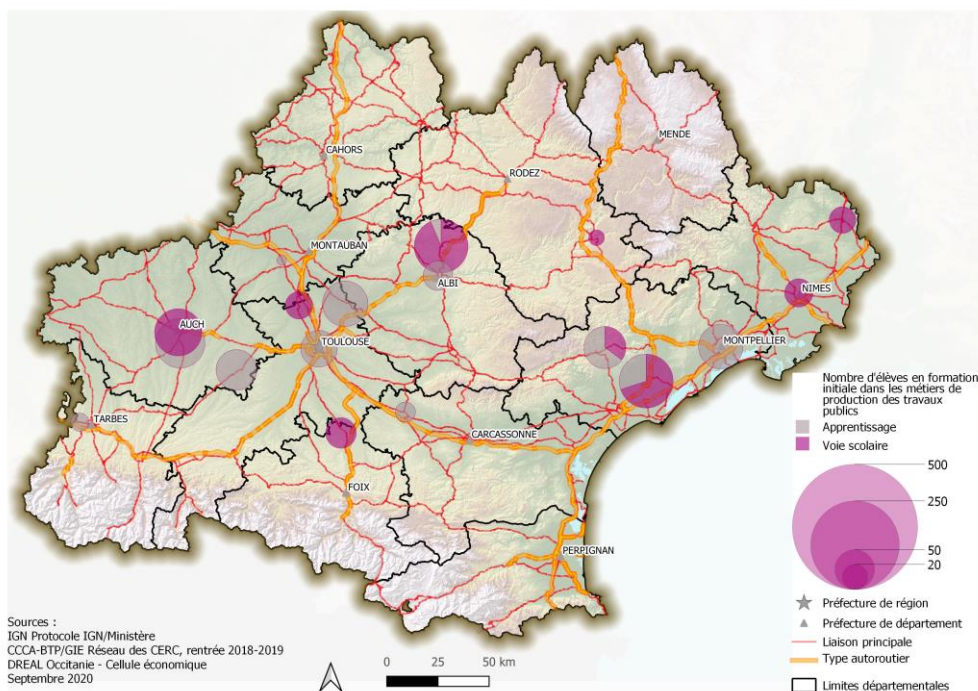 CAHORS
MENDE
RODEZ
MONTAUBAN
ALBI
NIMES
AUCH
TOULOUSE
MONTPELLIER
TARBES
CARCASSONNE
FOIX
PERPIGNAN
Nombre d'élèves en formation
initiale dans les métiers de
production des travaux
publics
Apprentissage
Voie scolaire
500
250
50
20
Préfecture de région
Préfecture de département
Liaison principale
Type autoroutier
Limites départementales
Sources :
IGN Protocole IGN/Ministère
CCCA-BTP/GIE Réseau des CERC, rentrée 2018-2019
DREAL Occitanie - Cellule économique
Septembre 2020
0 25 50 km